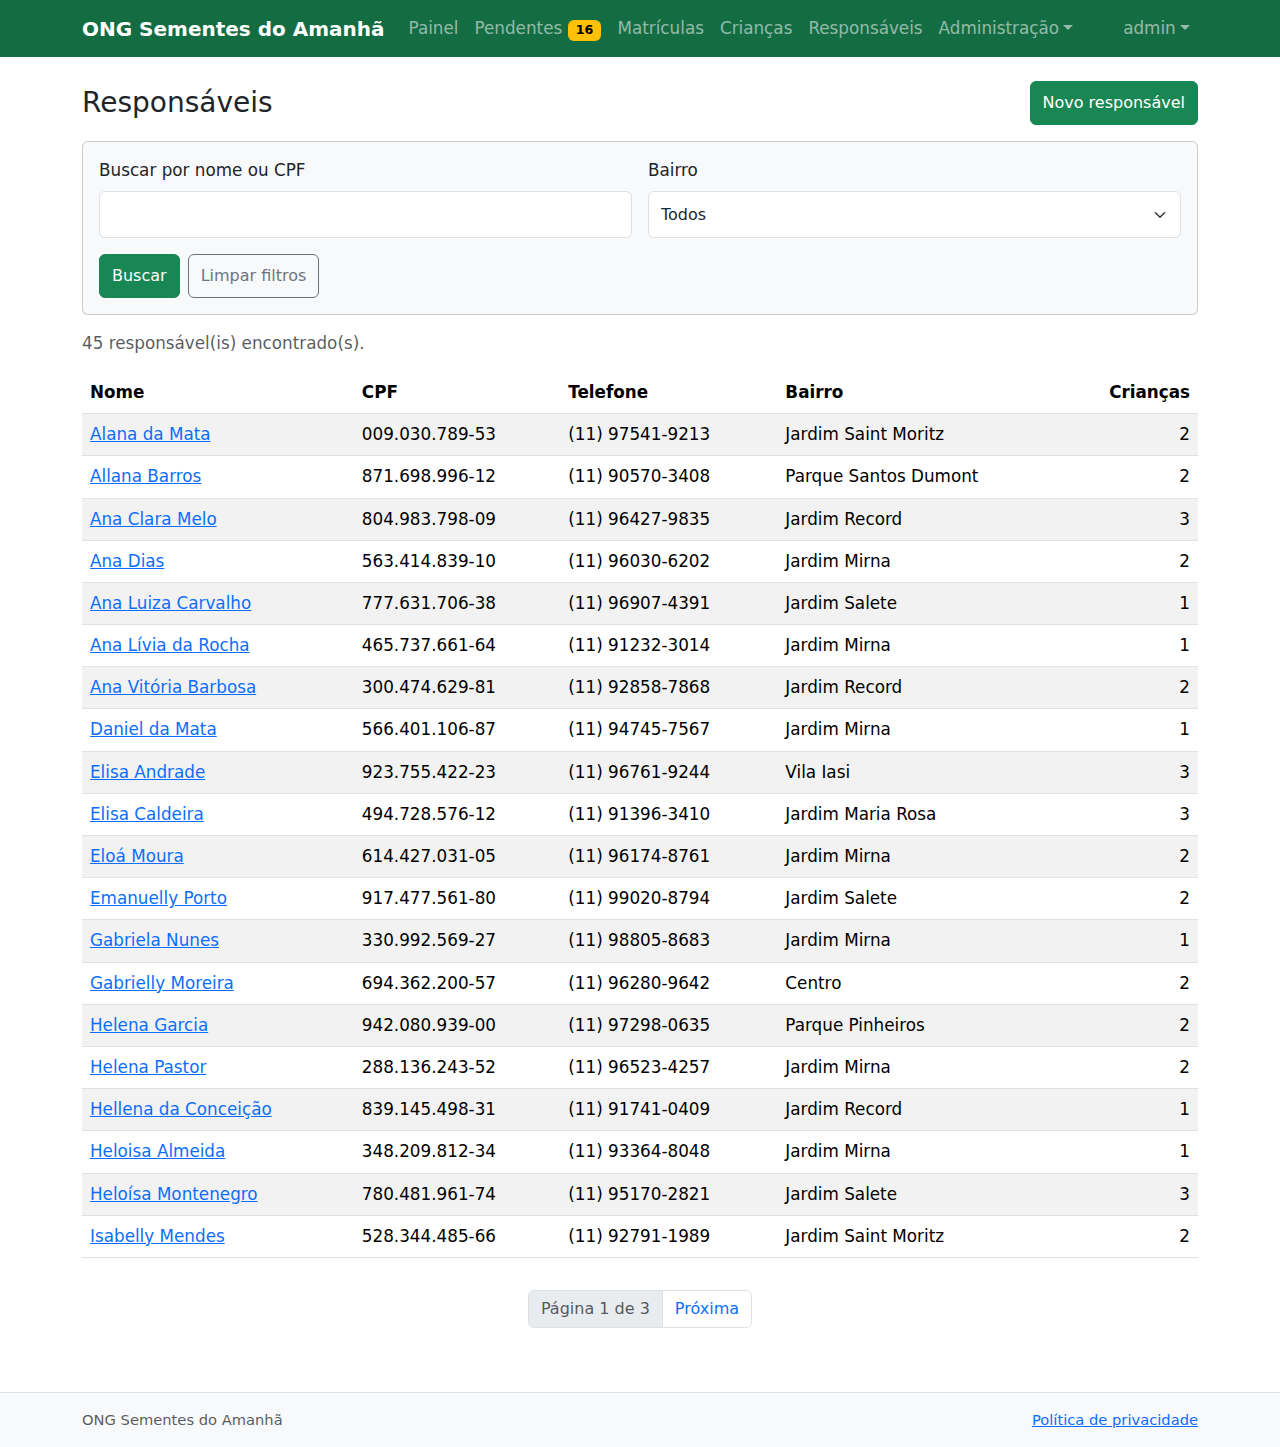 ONG Sementes do Amanhã Painel Pendentes 16 Matrículas Crianças Responsáveis Administração admin
Responsáveis Novo responsável
Buscar por nome ou CPF Bairro
Todos
Buscar Limpar filtros
45 responsável(is) encontrado(s).
Nome CPF Telefone Bairro Crianças
Alana da Mata 009.030.789-53 (11) 97541-9213 Jardim Saint Moritz 2
Allana Barros 871.698.996-12 (11) 90570-3408 Parque Santos Dumont 2
Ana Clara Melo 804.983.798-09 (11) 96427-9835 Jardim Record 3
Ana Dias 563.414.839-10 (11) 96030-6202 Jardim Mirna 2
Ana Luiza Carvalho 777.631.706-38 (11) 96907-4391 Jardim Salete 1
Ana Lívia da Rocha 465.737.661-64 (11) 91232-3014 Jardim Mirna 1
Ana Vitória Barbosa 300.474.629-81 (11) 92858-7868 Jardim Record 2
Daniel da Mata 566.401.106-87 (11) 94745-7567 Jardim Mirna 1
Elisa Andrade 923.755.422-23 (11) 96761-9244 Vila Iasi 3
Elisa Caldeira 494.728.576-12 (11) 91396-3410 Jardim Maria Rosa 3
Eloá Moura 614.427.031-05 (11) 96174-8761 Jardim Mirna 2
Emanuelly Porto 917.477.561-80 (11) 99020-8794 Jardim Salete 2
Gabriela Nunes 330.992.569-27 (11) 98805-8683 Jardim Mirna 1
Gabrielly Moreira 694.362.200-57 (11) 96280-9642 Centro 2
Helena Garcia 942.080.939-00 (11) 97298-0635 Parque Pinheiros 2
Helena Pastor 288.136.243-52 (11) 96523-4257 Jardim Mirna 2
Hellena da Conceição 839.145.498-31 (11) 91741-0409 Jardim Record 1
Heloisa Almeida 348.209.812-34 (11) 93364-8048 Jardim Mirna 1
Heloísa Montenegro 780.481.961-74 (11) 95170-2821 Jardim Salete 3
Isabelly Mendes 528.344.485-66 (11) 92791-1989 Jardim Saint Moritz 2
Página 1 de 3 Próxima
ONG Sementes do Amanhã Política de privacidade